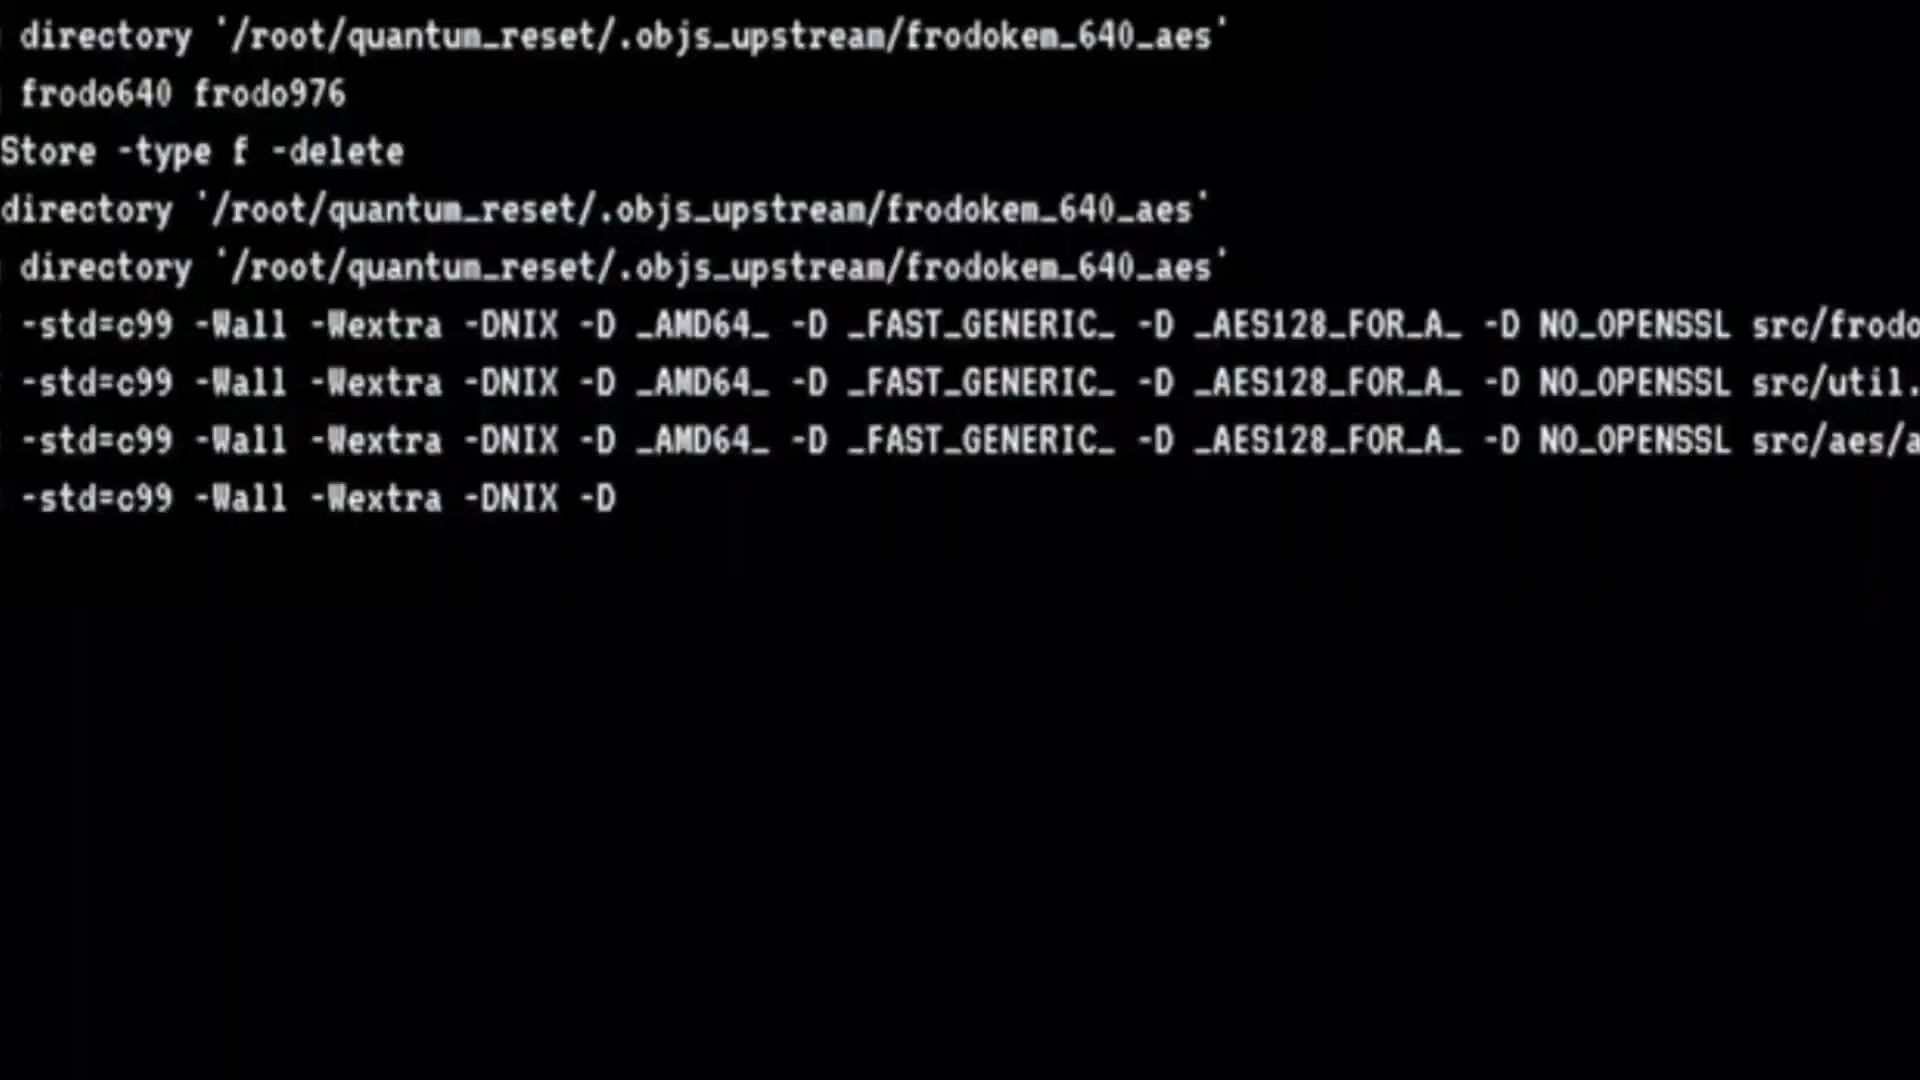 directory '/root/quantum_reset/.objs_upstream/frodokem_640_aes'
frodo640 frodo976
Store -type f -delete
directory '/root/quantum_reset/.objs_upstream/frodokem_640_aes'
directory '/root/quantum_reset/.objs_upstream/frodokem_640_aes'
-std=c99 -Wall -Wextra -DNIX -D _AMD64_ -D _FAST_GENERIC_ -D _AES128_FOR_A_ -D NO_OPENSSL src/frodo
-std=c99 -Wall -Wextra -DNIX -D _AMD64_ -D _FAST_GENERIC_ -D _AES128_FOR_A_ -D NO_OPENSSL src/util.
-std=c99 -Wall -Wextra -DNIX -D _AMD64_ -D _FAST_GENERIC_ -D _AES128_FOR_A_ -D NO_OPENSSL src/aes/a
-std=c99 -Wall -Wextra -DNIX -D